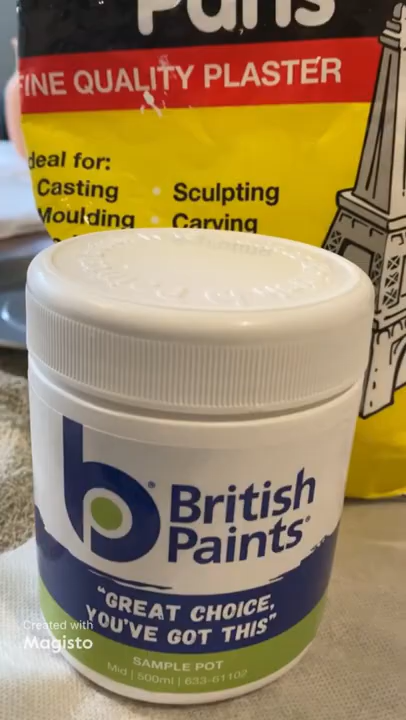 Paris
FINE QUALITY PLASTER
deal for:
Casting • Sculpting
Moulding • Carving
b®
British
Paints®
"GREAT CHOICE,
YOU'VE GOT THIS"
SAMPLE POT
Mid | 500ml | 633-61102
Created with
Magisto